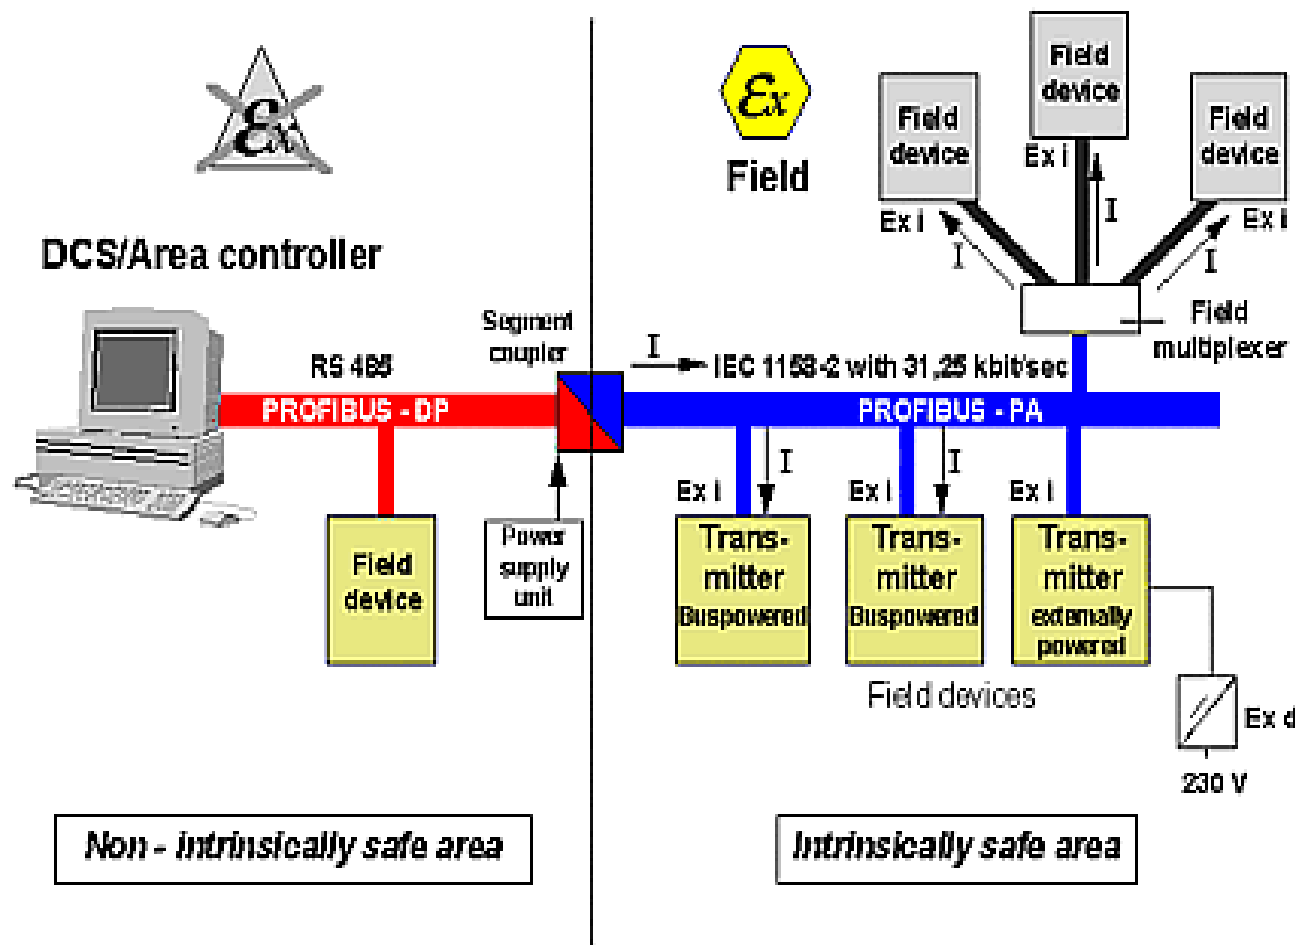 Ex
Ex
Field
DCS/Area controller
Field
device
Field
device
Field
device
Ex i
Ex i
Ex i
I
I
I
Field
multiplexer
Segment
coupler
RS 485
I
IEC 1158-2 with 31,25 kbit/sec
PROFIBUS - DP
PROFIBUS - PA
Ex i
I
Ex i
I
Ex i
Field
device
Power
supply
unit
Trans-
mitter
Buspowered
Trans-
mitter
Buspowered
Trans-
mitter
externally
powered
Field devices
Ex d
230 V
Non - intrinsically safe area
Intrinsically safe area